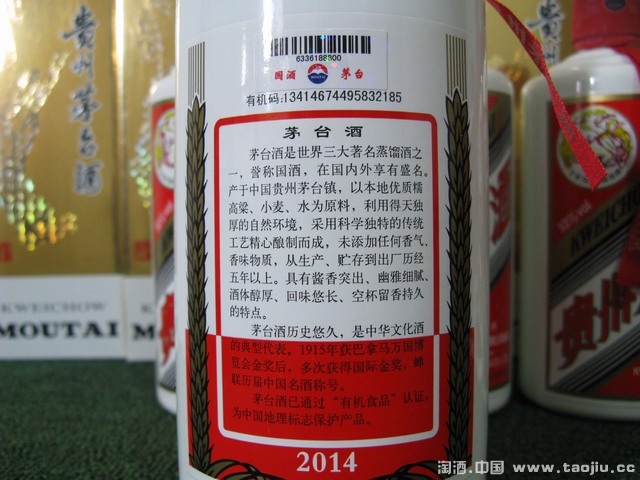 贵州茅台酒
KWEICHOW
MOUTAI
6336188800
国酒
茅台
有机码:13414674495832185
茅台酒
茅台酒是世界三大著名蒸馏酒之
一，誉称国酒，在国内外享有盛名。
产于中国贵州茅台镇，以本地优质糯
高粱、小麦、水为原料，利用得天独
厚的自然环境，采用科学独特的传统
工艺精心酿制而成，未添加任何香气、
香味物质，从生产、贮存到出厂历经
五年以上。具有酱香突出、幽雅细腻、
酒体醇厚、回味悠长、空杯留香持久
的特点。
茅台酒历史悠久，是中华文化酒
的典型代表。1915年获巴拿马万国博
览会金奖后，多次获得国际金奖，蝉
联历届中国名酒称号。
茅台酒已通过“有机食品”认证，
为中国地理标志保护产品。
2014
KWEICHOW
贵州
淘酒.中国 www.taojiu.cc